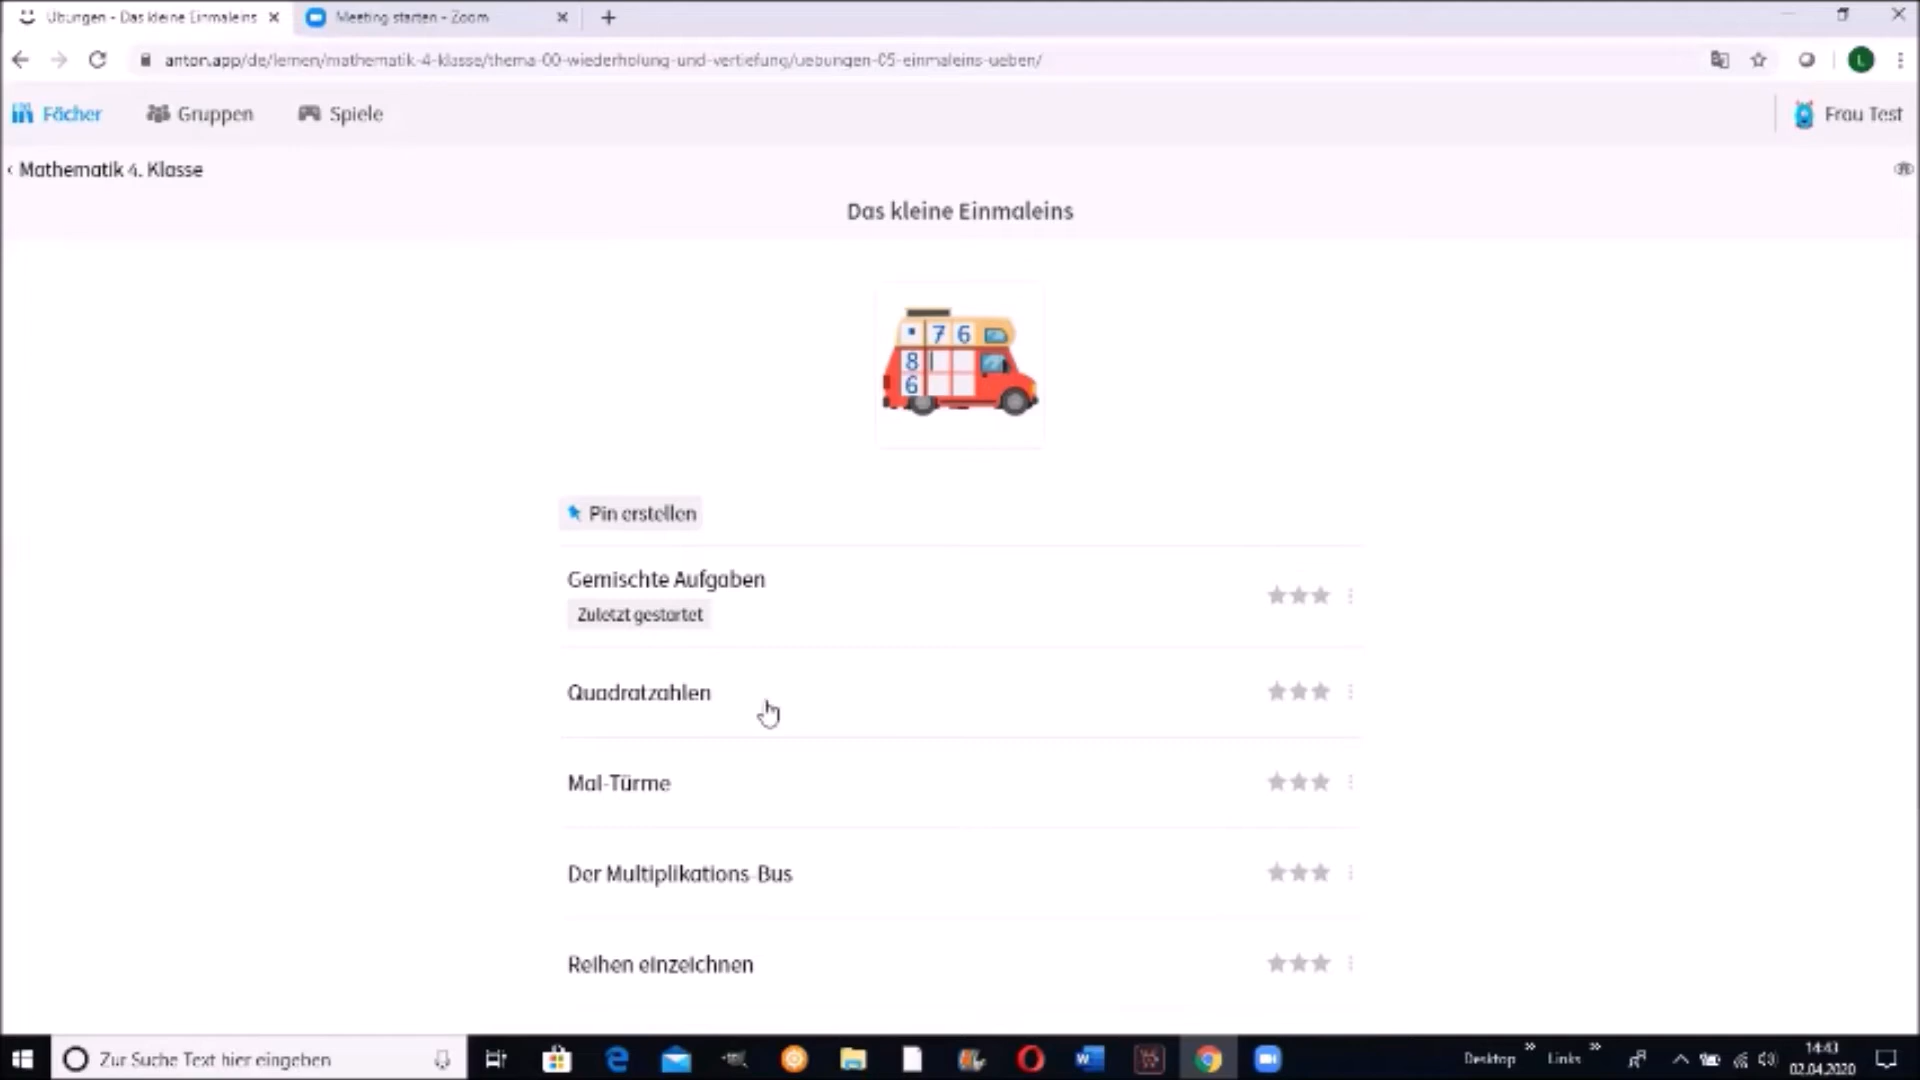 Übungen - Das kleine Einmaleins
Meeting starten - Zoom
anton.app/de/lernen/mathematik-4-klasse/thema-00-wiederholung-und-vertiefung/uebungen-05-einmaleins-ueben/
L
Fächer
Gruppen
Spiele
Frau Test
‹ Mathematik 4. Klasse
Das kleine Einmaleins
· 7 6
8
6
Pin erstellen
Gemischte Aufgaben
Zuletzt gestartet
Quadratzahlen
Mal-Türme
Der Multiplikations-Bus
Reihen einzeichnen
Zur Suche Text hier eingeben
Desktop »
Links »
14:43
02.04.2020